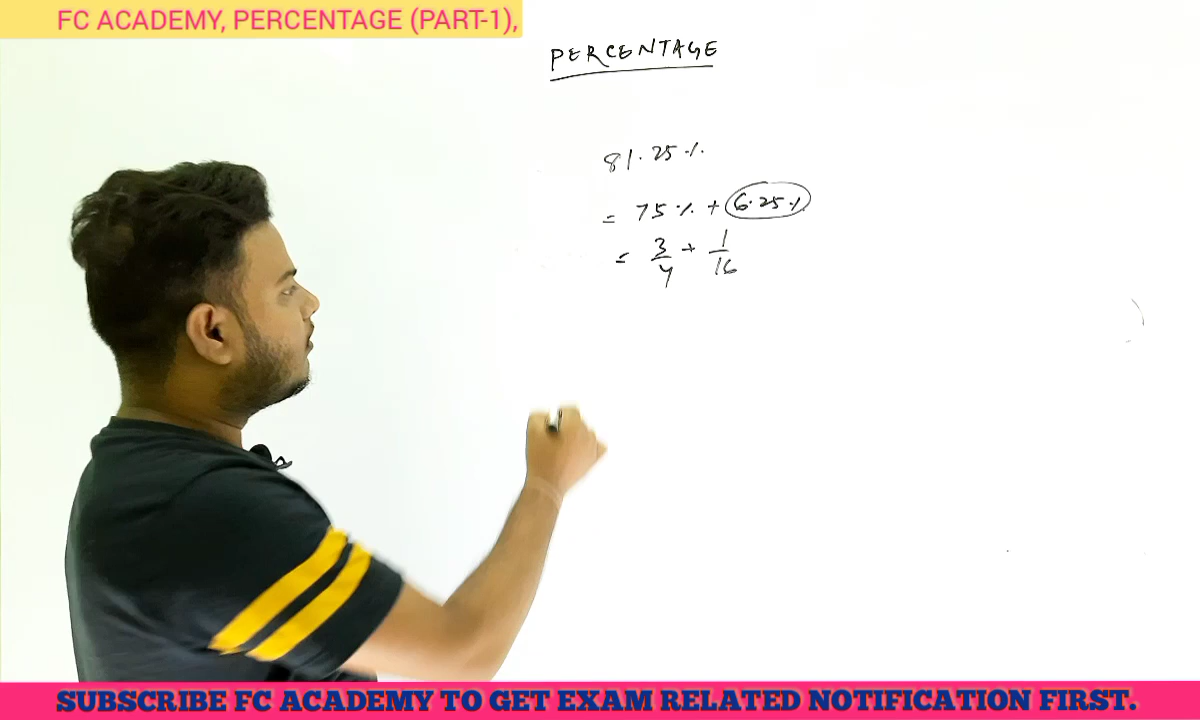 FC ACADEMY, PERCENTAGE (PART-1),
PERCENTAGE
81.25%
= 75% + 6.25%
= 3/4 + 1/16
SUBSCRIBE FC ACADEMY TO GET EXAM RELATED NOTIFICATION FIRST.